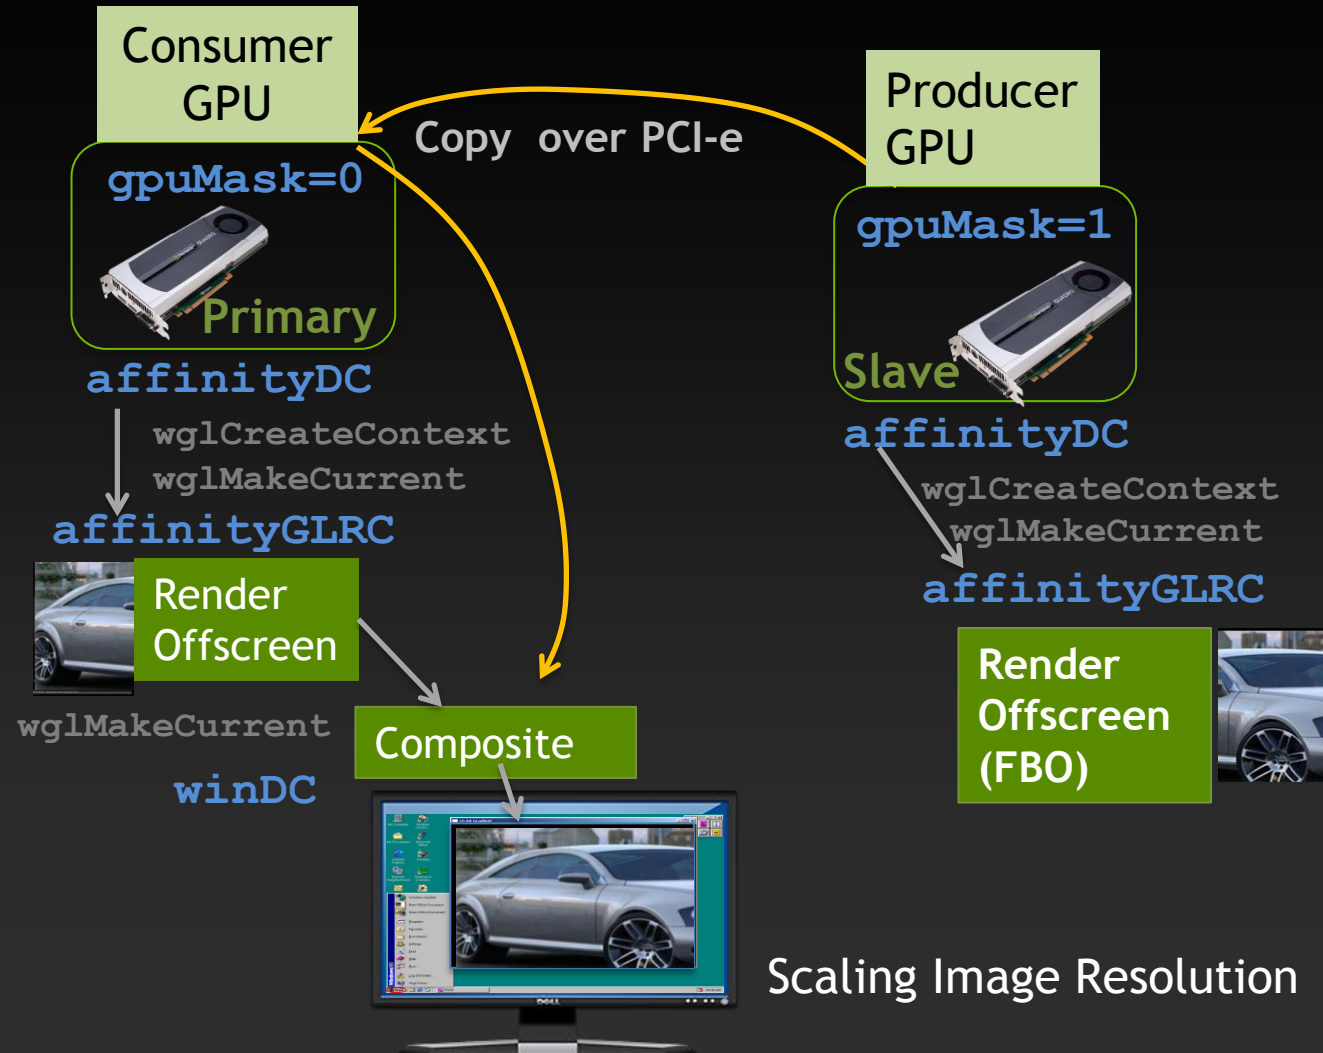 Consumer
GPU
gpuMask=0
Primary
affinityDC
wglCreateContext
wglMakeCurrent
affinityGLRC
Render
Offscreen
wglMakeCurrent
winDC
Copy over PCI-e
Composite
Producer
GPU
gpuMask=1
Slave
affinityDC
wglCreateContext
wglMakeCurrent
affinityGLRC
Render
Offscreen
(FBO)
DELL
Scaling Image Resolution